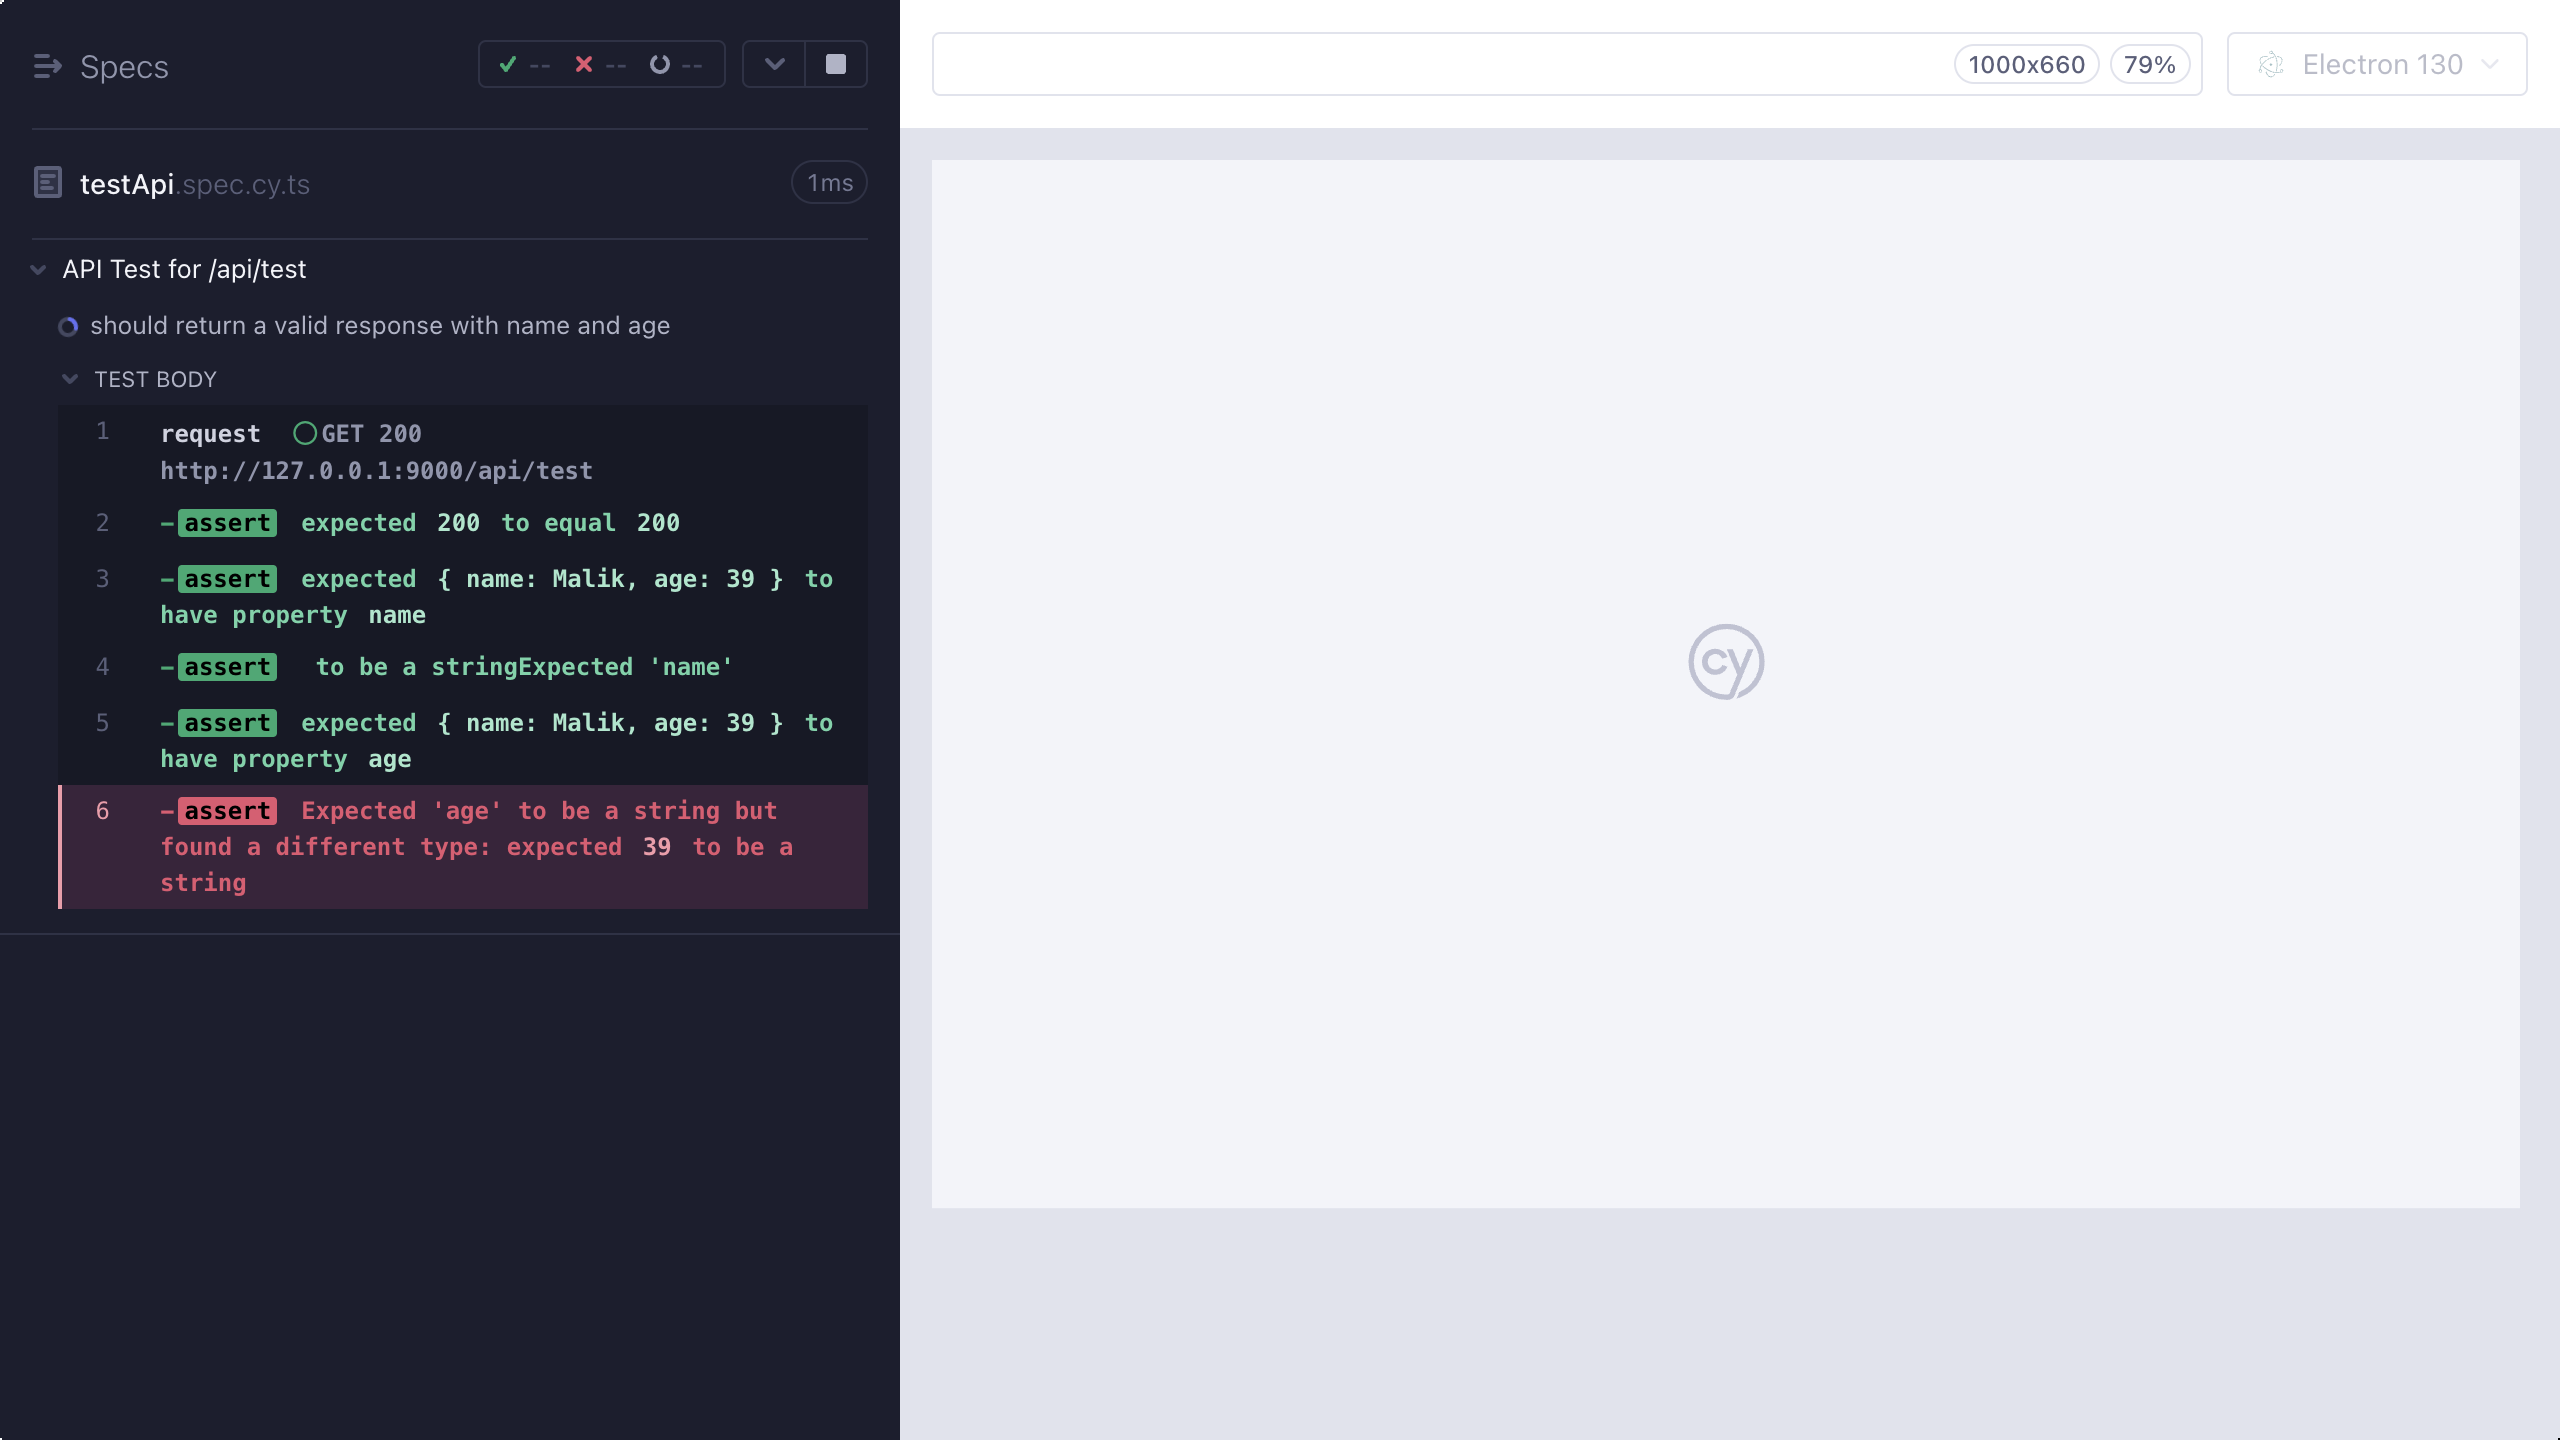 Specs
-- -- --
testApi.spec.cy.ts
1ms
API Test for /api/test
should return a valid response with name and age
TEST BODY
1 request GET 200
http://127.0.0.1:9000/api/test
2 -assert expected 200 to equal 200
3 -assert expected { name: Malik, age: 39 } to
have property name
4 -assert to be a stringExpected 'name'
5 -assert expected { name: Malik, age: 39 } to
have property age
6 -assert Expected 'age' to be a string but
found a different type: expected 39 to be a
string
1000x660 79% Electron 130
cy